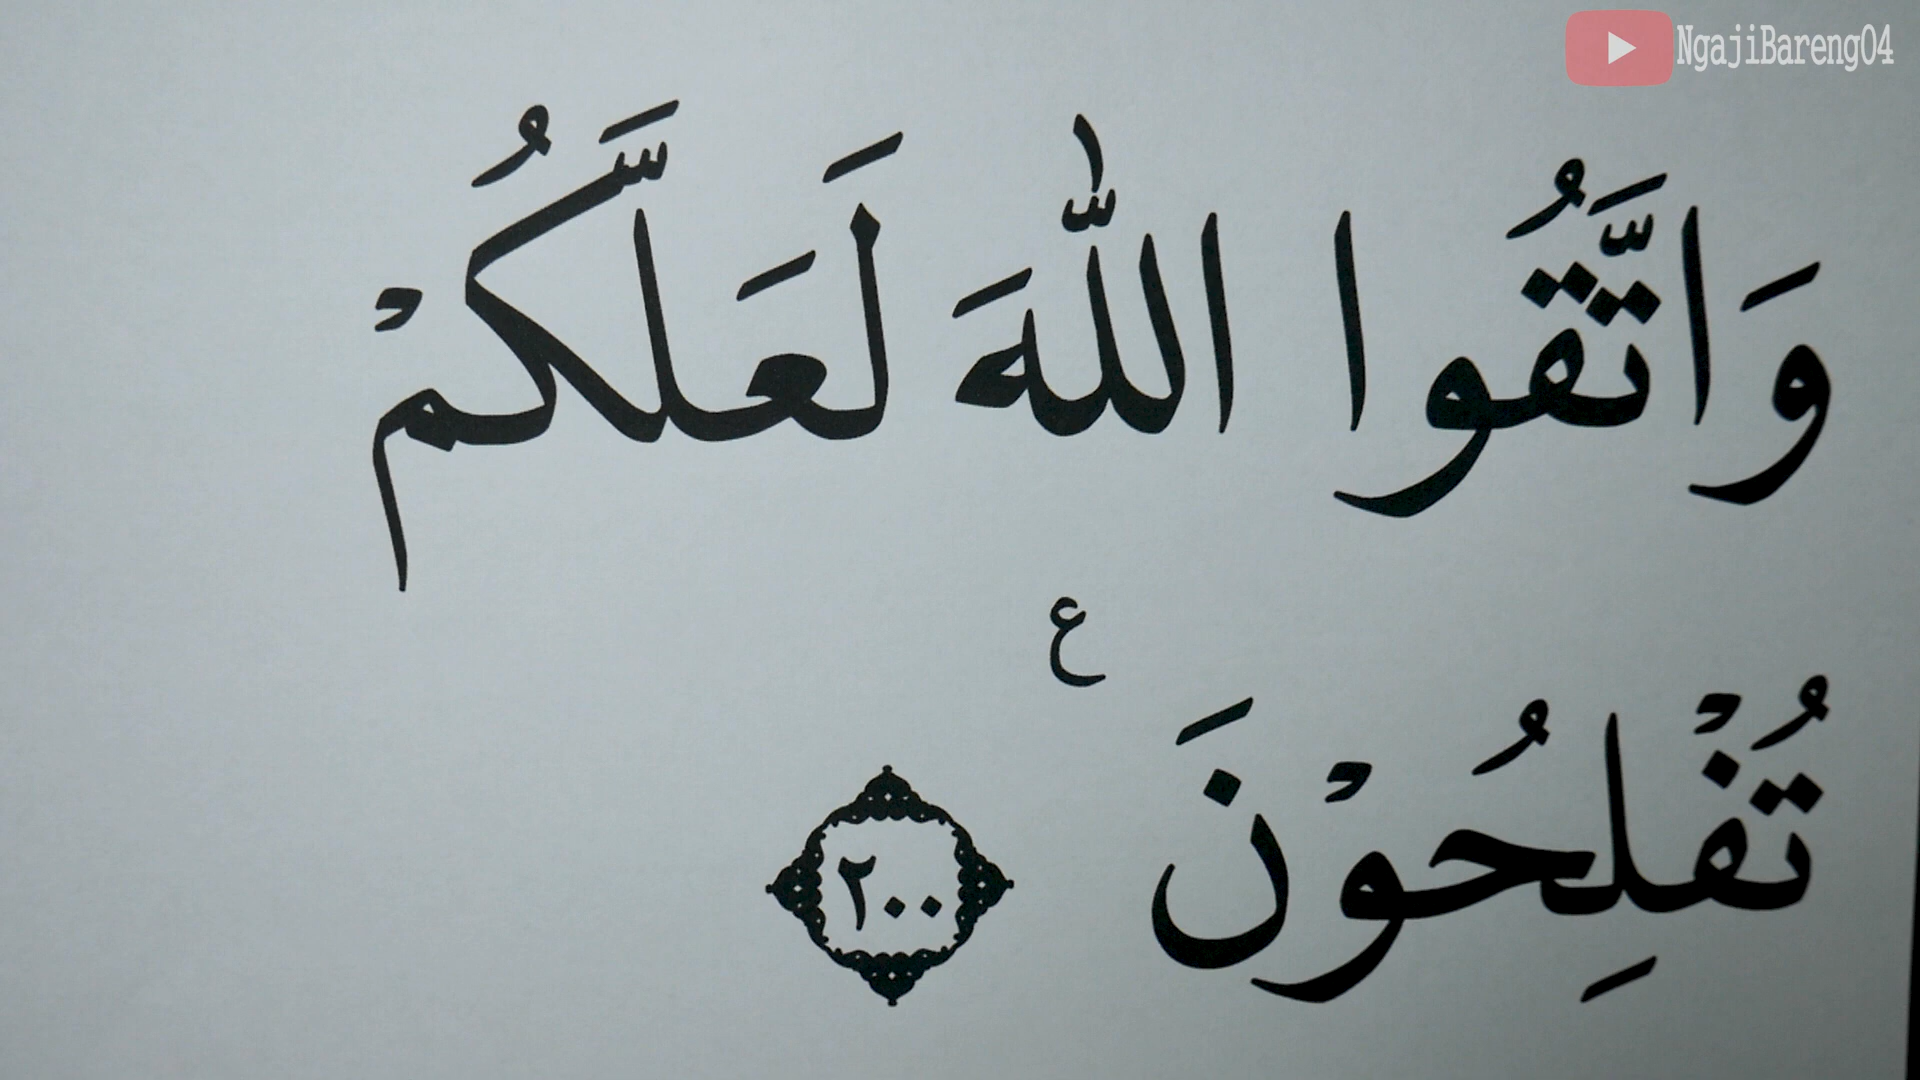 NgajiBareng04
وَاتَّقُوا اللّٰهَ لَعَلَّكُمْ
تُفْلِحُوْنَ ࣖ ۝٢٠٠